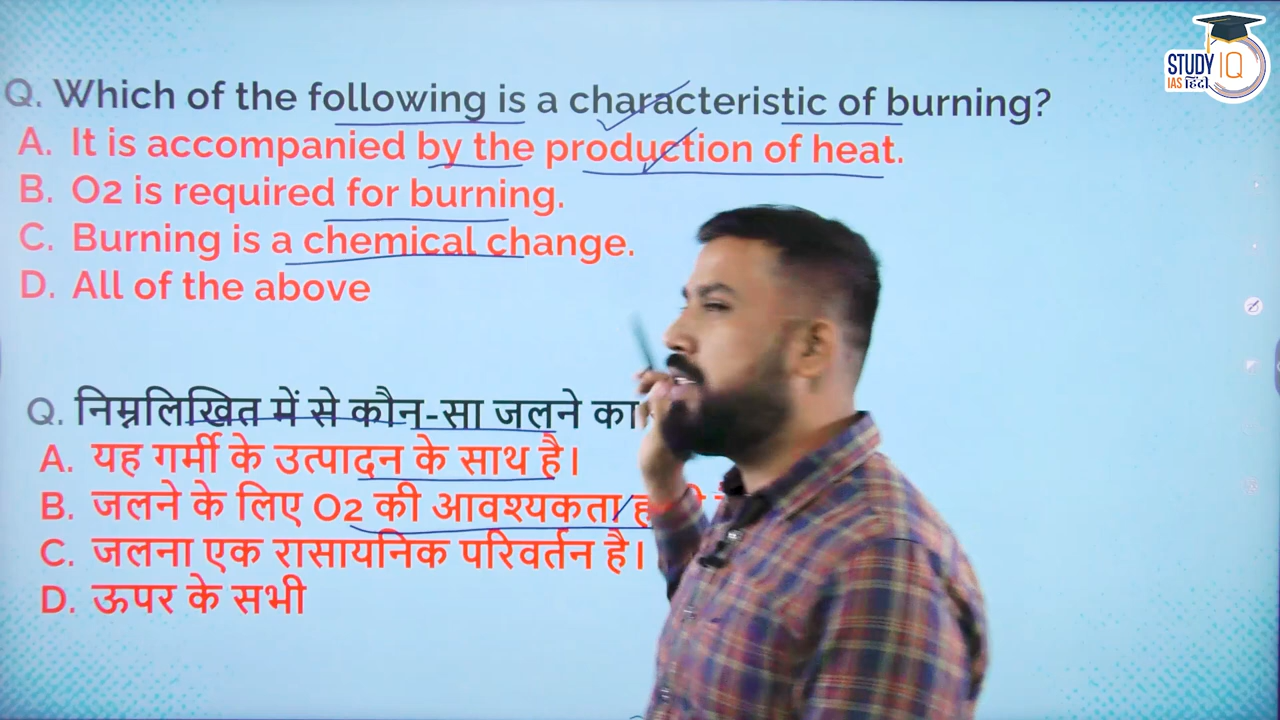 STUDY IQ
IAS हिंदी
Q. Which of the following is a characteristic of burning?
A. It is accompanied by the production of heat.
B. O2 is required for burning.
C. Burning is a chemical change.
D. All of the above
Q. निम्नलिखित में से कौन-सा जलने का
A. यह गर्मी के उत्पादन के साथ है।
B. जलने के लिए O2 की आवश्यकता
C. जलना एक रासायनिक परिवर्तन है।
D. ऊपर के सभी